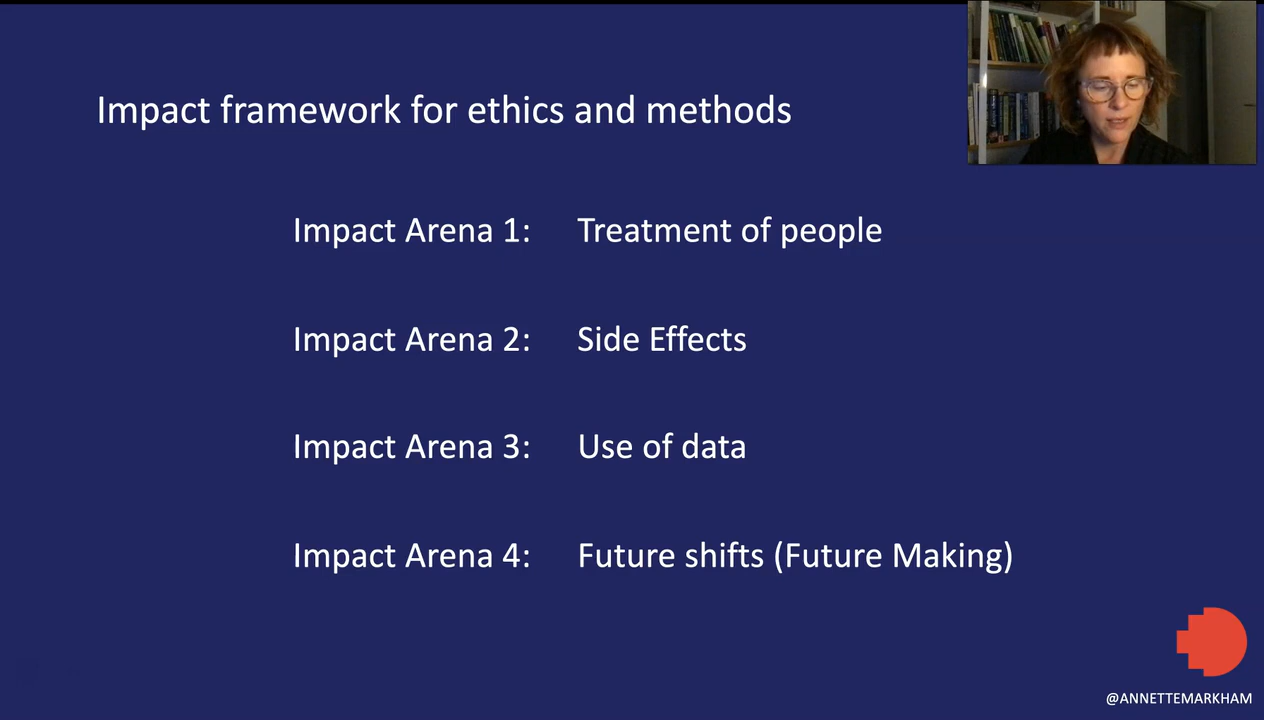 Impact framework for ethics and methods
Impact Arena 1: Treatment of people
Impact Arena 2: Side Effects
Impact Arena 3: Use of data
Impact Arena 4: Future shifts (Future Making)
@ANNETTEMARKHAM